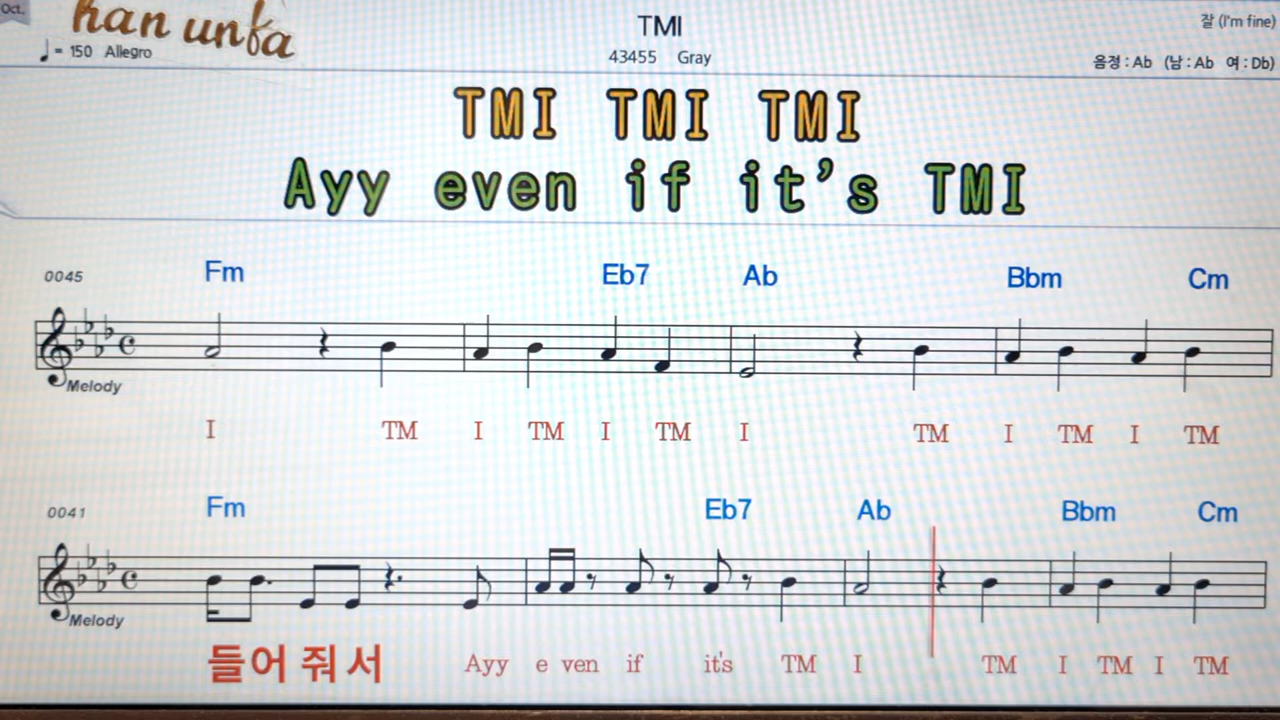 Oct.
han unfa
TMI
잘 (I'm fine)
= 150 Allegro
43455 Gray
음정 : Ab (남 : Ab 여 : Db)
TMI TMI TMI
Ayy even if it's TMI
0045
Fm Eb7 Ab Bbm Cm
Melody
I TM I TM I TM I TM I TM I TM
0041
Fm Eb7 Ab Bbm Cm
Melody
들어 줘 서 Ayy e ven if it's TM I TM I TM I TM